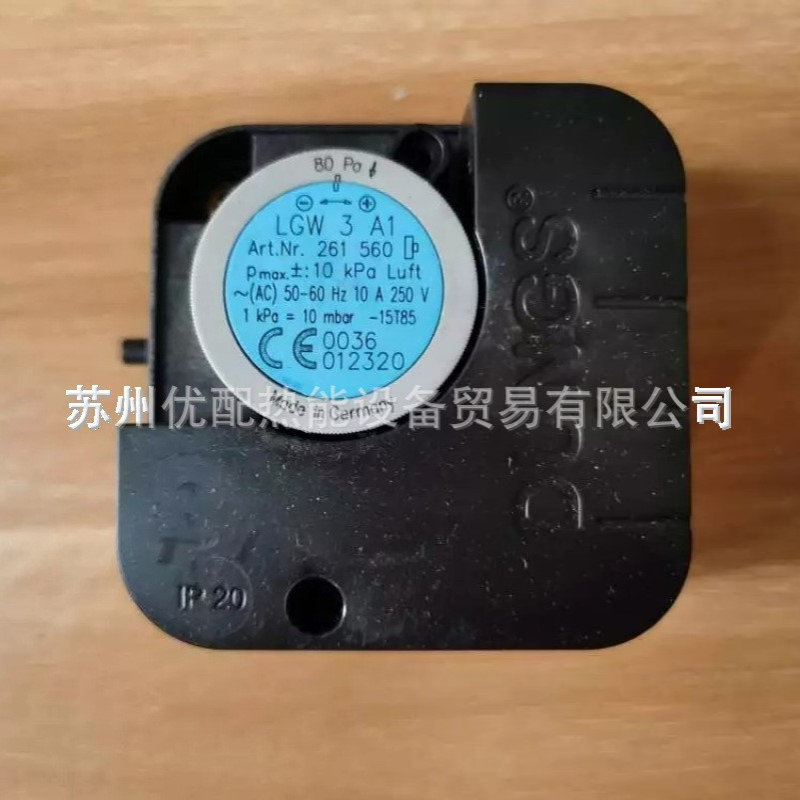 80 Pa
⊖ ↔ ⊕
LGW 3 A1
Art.Nr. 261 560
pmax. ±: 10 kPa Luft
~(AC) 50-60 Hz 10 A 250 V
1 kPa = 10 mbar -15T85
CE 0036
012320
Made in Germany
DUNGS®
苏州优配热能设备贸易有限公司
IP 20